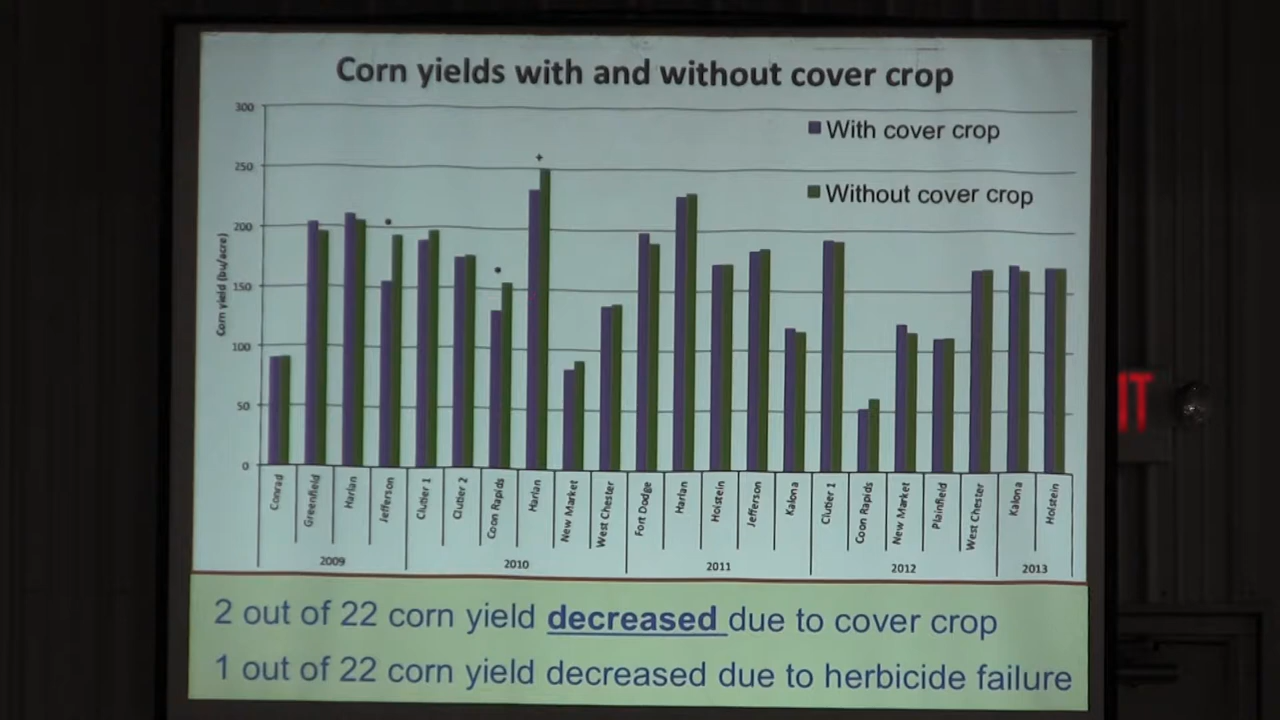 Corn yields with and without cover crop
300
250
200
150
100
50
0
Corn yield (bu/acre)
With cover crop
Without cover crop
+
*
*
Conrad
Greenfield
Harlan
Jefferson
Clutier 1
Clutier 2
Coon Rapids
Harlan
New Market
West Chester
Fort Dodge
Harlan
Holstein
Jefferson
Kalona
Clutier 1
Coon Rapids
New Market
Plainfield
West Chester
Kalona
Holstein
2009
2010
2011
2012
2013
2 out of 22 corn yield decreased due to cover crop
1 out of 22 corn yield decreased due to herbicide failure
IT